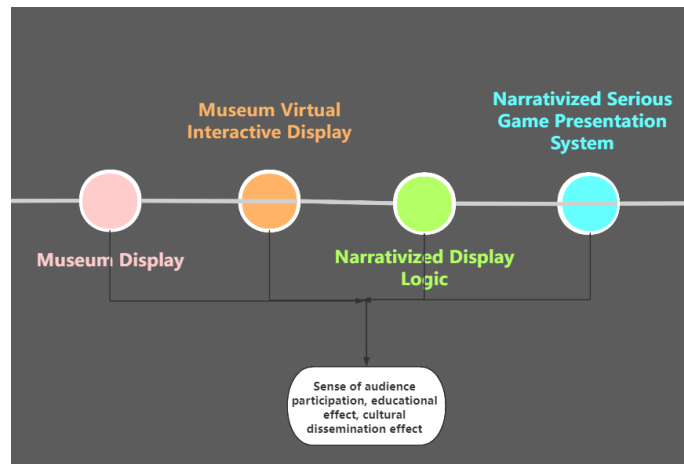 Narrativized Serious
Game Presentation
System
Museum Virtual
Interactive Display
Museum Display
Narrativized Display
Logic
Sense of audience
participation, educational
effect, cultural
dissemination effect